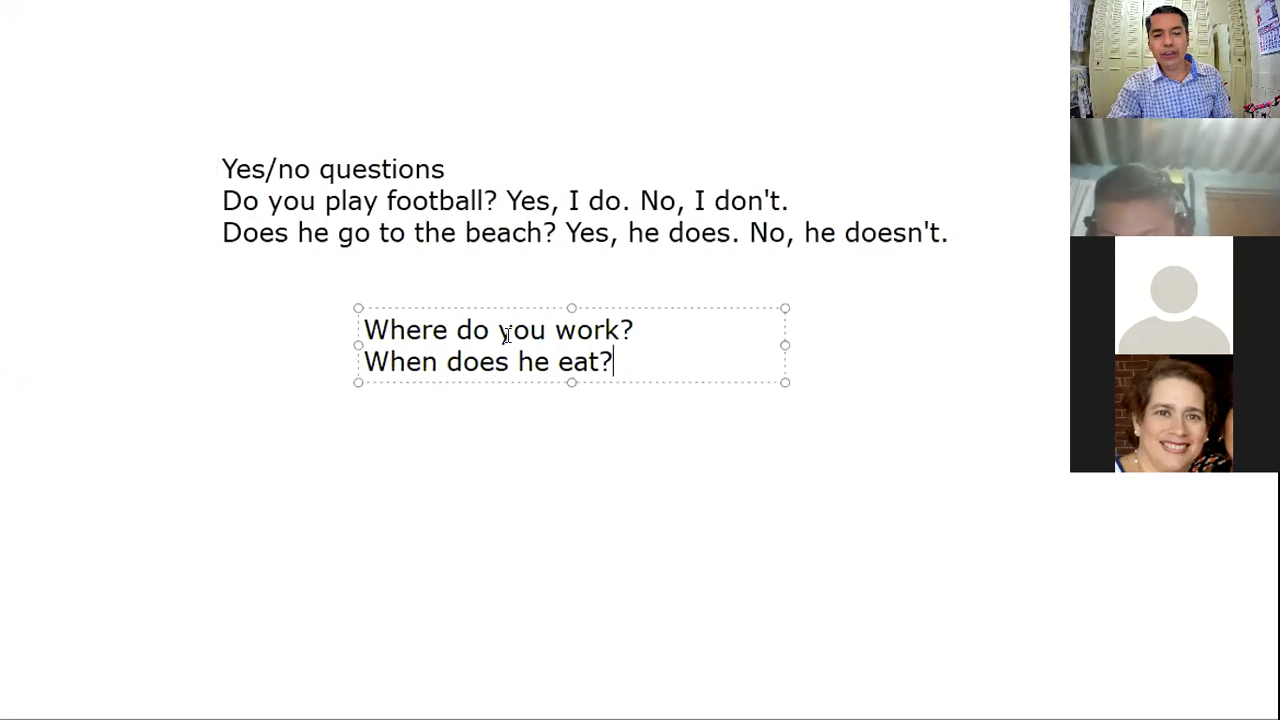 Yes/no questions
Do you play football? Yes, I do. No, I don't.
Does he go to the beach? Yes, he does. No, he doesn't.
Where do you work?
When does he eat?